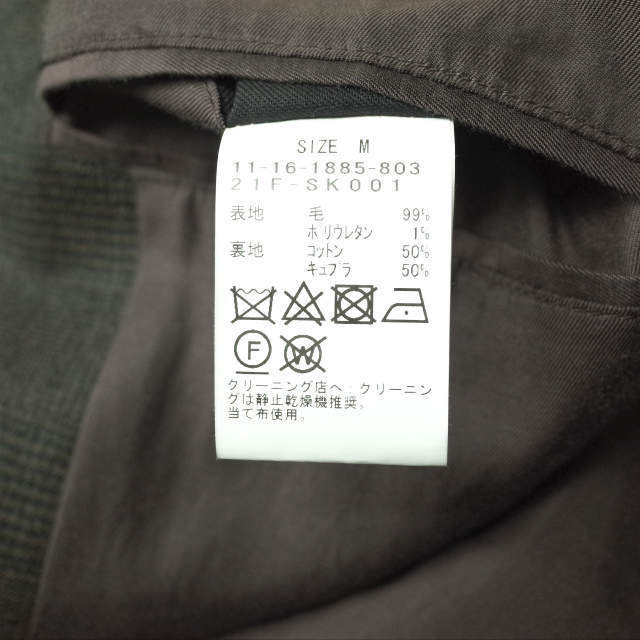 SIZE M
11-16-1885-803
21F-SK001
表地 毛 99%
ポリウレタン 1%
裏地 コットン 50%
キュプラ 50%
F W
クリーニング店へ・クリーニン
グは静止乾燥機推奨。
当て布使用。